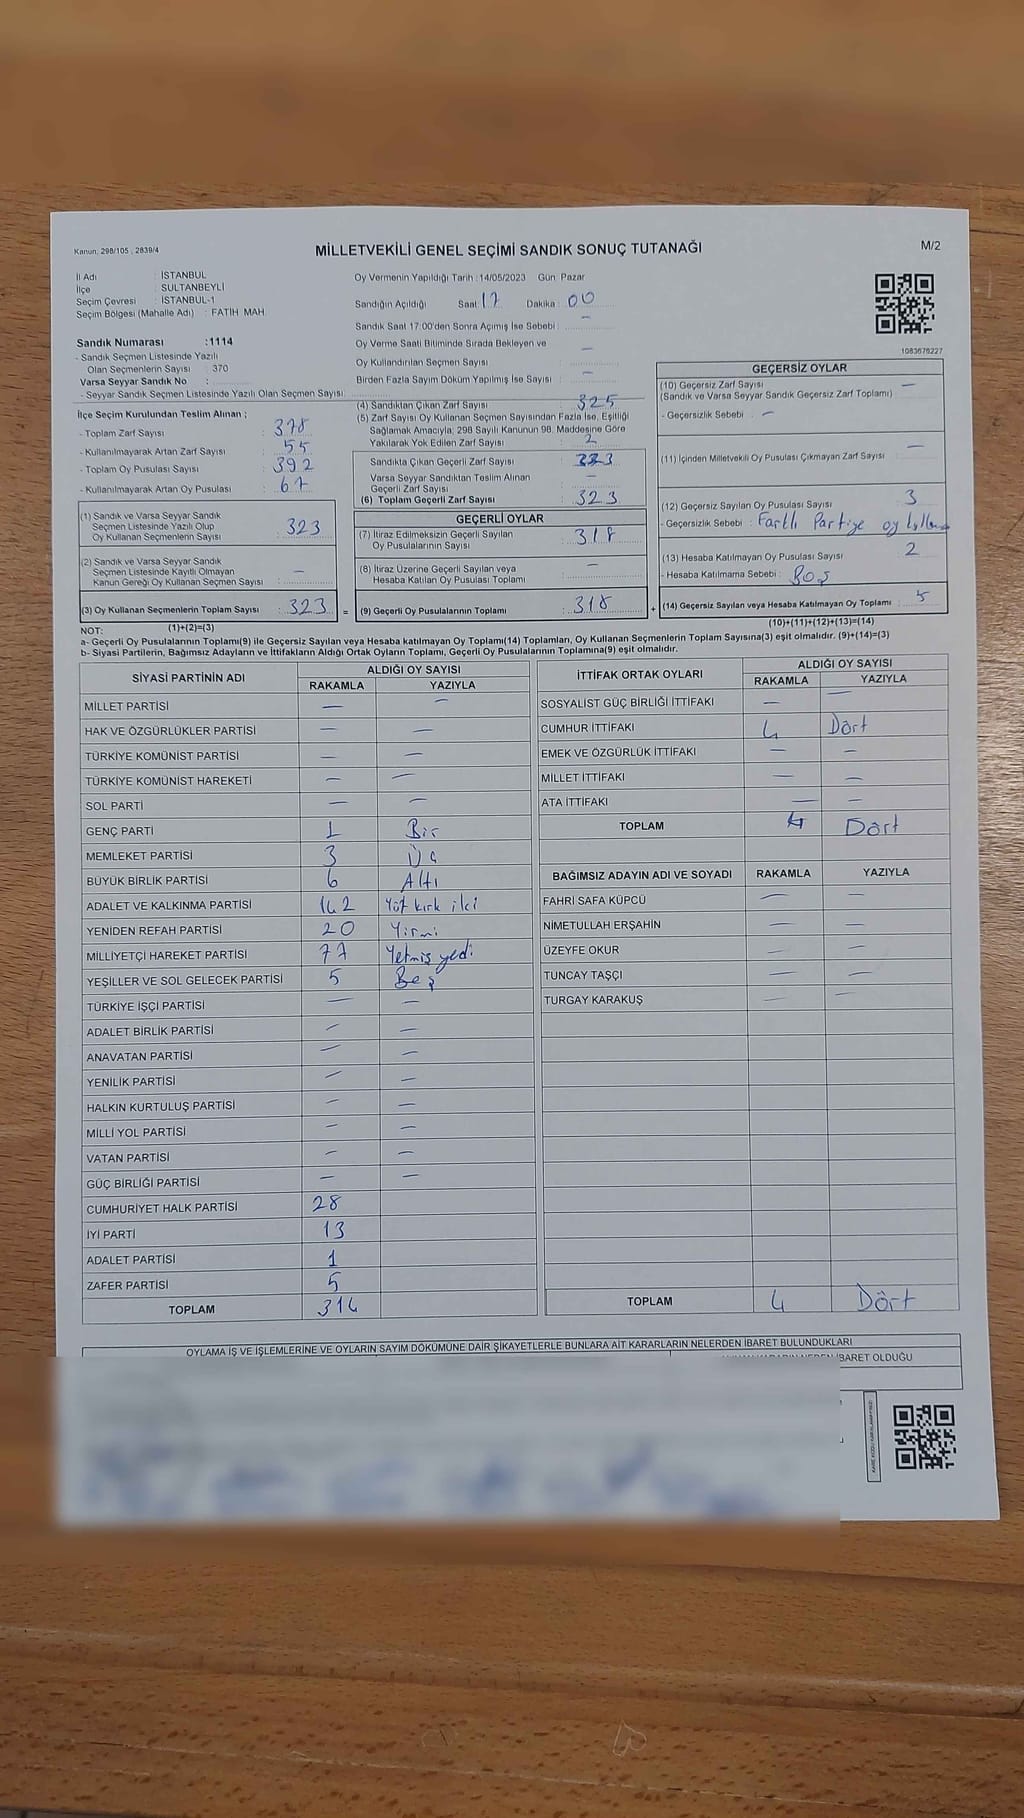 Kanun: 298/105 , 2839/4
MİLLETVEKİLİ GENEL SEÇİMİ SANDIK SONUÇ TUTANAĞI
M/2
İl Adı : İSTANBUL
İlçe : SULTANBEYLİ
Seçim Çevresi : İSTANBUL-1
Seçim Bölgesi (Mahalle Adı) : FATİH MAH.
Sandık Numarası :1114
- Sandık Seçmen Listesinde Yazılı
Olan Seçmenlerin Sayısı : 370
Varsa Seyyar Sandık No :
- Seyyar Sandık Seçmen Listesinde Yazılı Olan Seçmen Sayısı:
İlçe Seçim Kurulundan Teslim Alınan ;
- Toplam Zarf Sayısı : 378
- Kullanılmayarak Artan Zarf Sayısı : 55
- Toplam Oy Pusulası Sayısı : 392
- Kullanılmayarak Artan Oy Pusulası : 67
(1) Sandık ve Varsa Seyyar Sandık
Seçmen Listesinde Yazılı Olup
Oy Kullanan Seçmenlerin Sayısı : 323
(2) Sandık ve Varsa Seyyar Sandık
Seçmen Listesinde Kayıtlı Olmayan
Kanun Gereği Oy Kullanan Seçmen Sayısı : —
(3) Oy Kullanan Seçmenlerin Toplam Sayısı : 323 =
(1)+(2)=(3)
Oy Vermenin Yapıldığı Tarih :14/05/2023 Gün: Pazar
Sandığın Açıldığı Saat: 17 Dakika : 00
Sandık Saat 17:00'den Sonra Açılmış İse Sebebi : —
Oy Verme Saati Bitiminde Sırada Bekleyen ve
Oy Kullandırılan Seçmen Sayısı : —
Birden Fazla Sayım Döküm Yapılmış İse Sayısı : —
(4) Sandıktan Çıkan Zarf Sayısı : 325
(5) Zarf Sayısı Oy Kullanan Seçmen Sayısından Fazla İse, Eşitliği
Sağlamak Amacıyla; 298 Sayılı Kanunun 98. Maddesine Göre
Yakılarak Yok Edilen Zarf Sayısı : 2
Sandıkta Çıkan Geçerli Zarf Sayısı : 323
Varsa Seyyar Sandıktan Teslim Alınan
Geçerli Zarf Sayısı : —
(6) Toplam Geçerli Zarf Sayısı : 323
GEÇERLİ OYLAR
(7) İtiraz Edilmeksizin Geçerli Sayılan
Oy Pusulalarının Sayısı : 318
(8) İtiraz Üzerine Geçerli Sayılan veya
Hesaba Katılan Oy Pusulası Toplamı : —
(9) Geçerli Oy Pusulalarının Toplamı : 318 +
1083676227
GEÇERSİZ OYLAR
(10) Geçersiz Zarf Sayısı
(Sandık ve Varsa Seyyar Sandık Geçersiz Zarf Toplamı) : —
- Geçersizlik Sebebi : —
(11) İçinden Milletvekili Oy Pusulası Çıkmayan Zarf Sayısı : —
(12) Geçersiz Sayılan Oy Pusulası Sayısı : 3
- Geçersizlik Sebebi : Farklı Partiye oy
(13) Hesaba Katılmayan Oy Pusulası Sayısı : 2
- Hesaba Katılmama Sebebi : Boş
(14) Geçersiz Sayılan veya Hesaba Katılmayan Oy Toplamı : 5
(10)+(11)+(12)+(13)=(14)
NOT:
a- Geçerli Oy Pusulalarının Toplamı(9) ile Geçersiz Sayılan veya Hesaba katılmayan Oy Toplamı(14) Toplamları, Oy Kullanan Seçmenlerin Toplam Sayısına(3) eşit olmalıdır. (9)+(14)=(3)
b- Siyasi Partilerin, Bağımsız Adayların ve İttifakların Aldığı Ortak Oyların Toplamı, Geçerli Oy Pusulalarının Toplamına(9) eşit olmalıdır.
SİYASİ PARTİNİN ADI ALDIĞI OY SAYISI
RAKAMLA YAZIYLA
MİLLET PARTİSİ — —
HAK VE ÖZGÜRLÜKLER PARTİSİ — —
TÜRKİYE KOMÜNİST PARTİSİ — —
TÜRKİYE KOMÜNİST HAREKETİ — —
SOL PARTİ — —
GENÇ PARTİ 1 Bir
MEMLEKET PARTİSİ 3 Üç
BÜYÜK BİRLİK PARTİSİ 6 Altı
ADALET VE KALKINMA PARTİSİ 142 Yöz kırk iki
YENİDEN REFAH PARTİSİ 20 Yirmi
MİLLİYETÇİ HAREKET PARTİSİ 77 Yetmiş yedi
YEŞİLLER VE SOL GELECEK PARTİSİ 5 Beş
TÜRKİYE İŞÇİ PARTİSİ — —
ADALET BİRLİK PARTİSİ — —
ANAVATAN PARTİSİ — —
YENİLİK PARTİSİ — —
HALKIN KURTULUŞ PARTİSİ — —
MİLLİ YOL PARTİSİ — —
VATAN PARTİSİ — —
GÜÇ BİRLİĞİ PARTİSİ — —
CUMHURİYET HALK PARTİSİ 28
İYİ PARTİ 13
ADALET PARTİSİ 1
ZAFER PARTİSİ 5
TOPLAM 314
İTTİFAK ORTAK OYLARI ALDIĞI OY SAYISI
RAKAMLA YAZIYLA
SOSYALİST GÜÇ BİRLİĞİ İTTİFAKI — —
CUMHUR İTTİFAKI 4 Dört
EMEK VE ÖZGÜRLÜK İTTİFAKI — —
MİLLET İTTİFAKI — —
ATA İTTİFAKI — —
TOPLAM 4 Dört
BAĞIMSIZ ADAYIN ADI VE SOYADI RAKAMLA YAZIYLA
FAHRİ SAFA KÜPCÜ —
NİMETULLAH ERŞAHİN — —
ÜZEYFE OKUR — —
TUNCAY TAŞÇI — —
TURGAY KARAKUŞ — —
TOPLAM 4 Dört
OYLAMA İŞ VE İŞLEMLERİNE VE OYLARIN SAYIM DÖKÜMÜNE DAİR ŞİKAYETLERLE BUNLARA AİT KARARLARIN NELERDEN İBARET BULUNDUKLARI
İBARET OLDUĞU